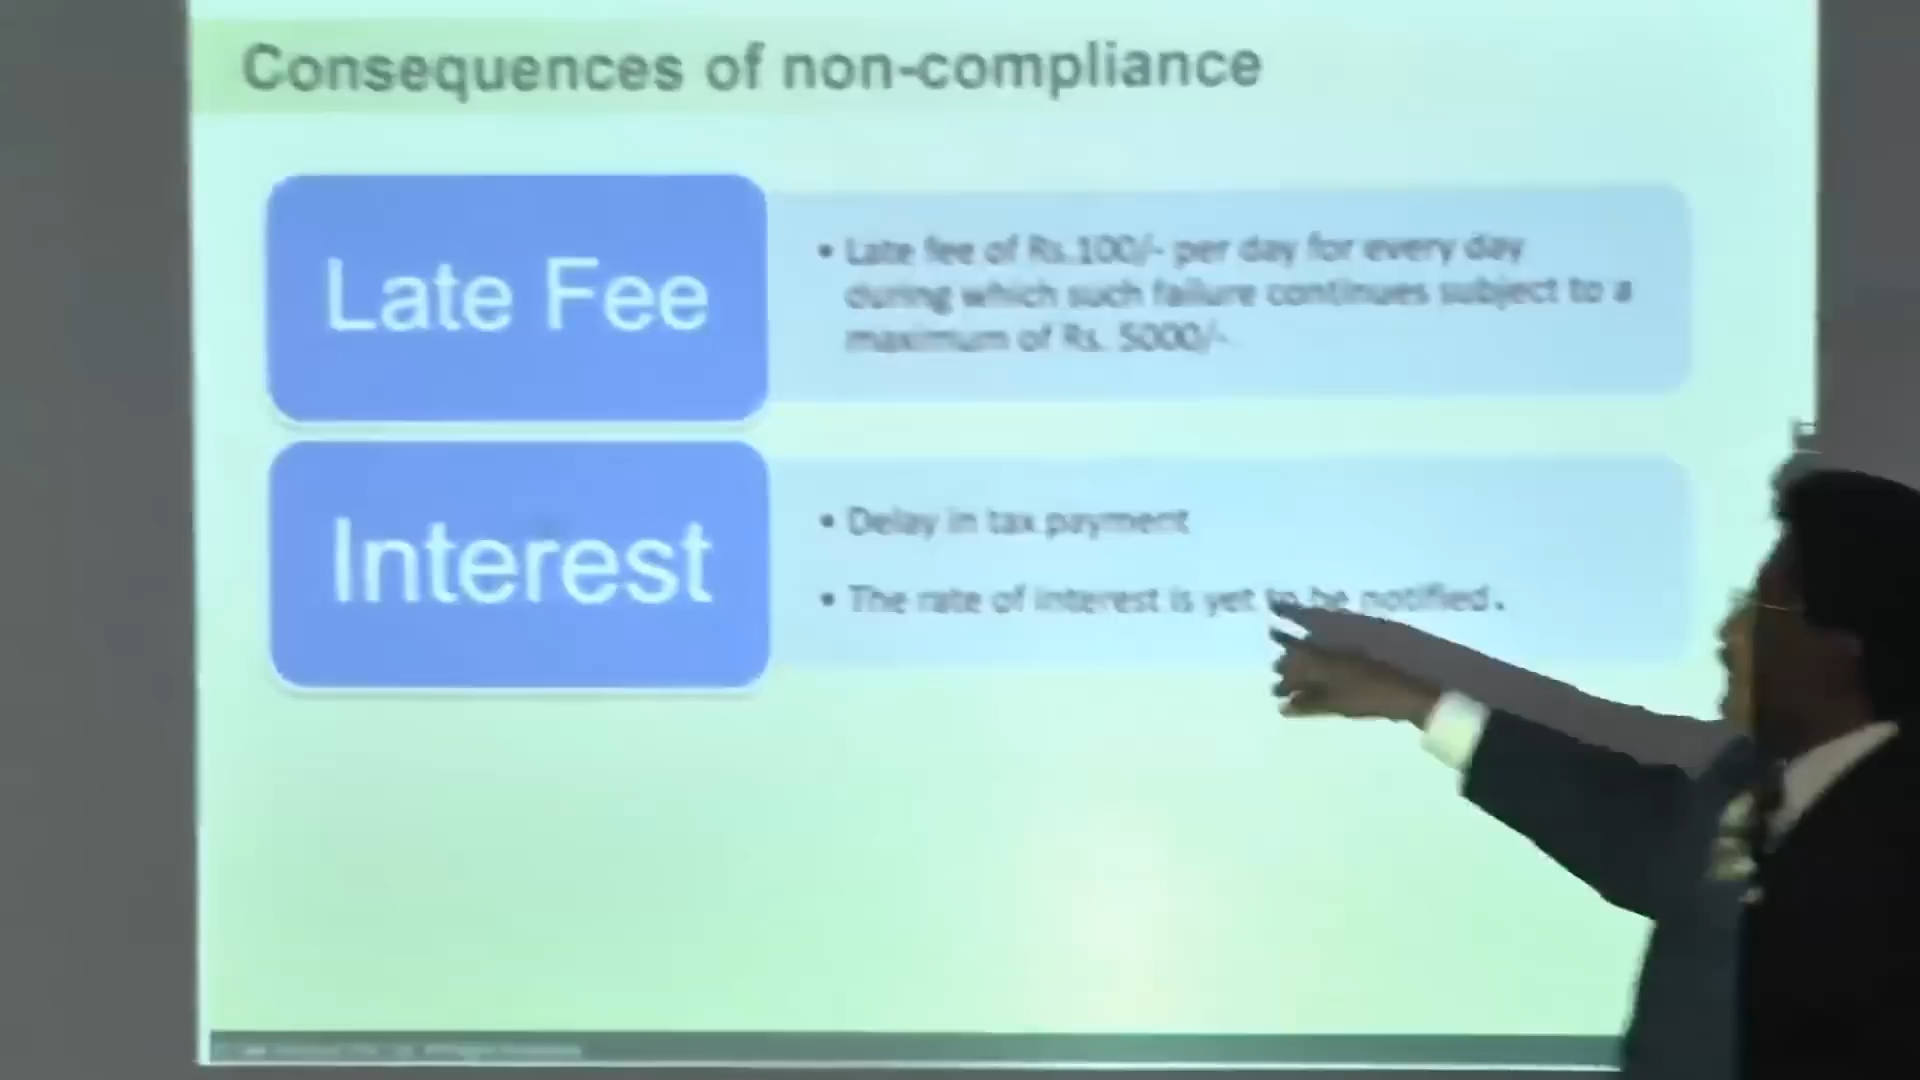 Consequences of non-compliance
Late Fee
• Late fee of Rs.100/- per day for every day
during which such failure continues subject to a
maximum of Rs. 5000/-
Interest
• Delay in tax payment
• The rate of interest is yet to be notified.